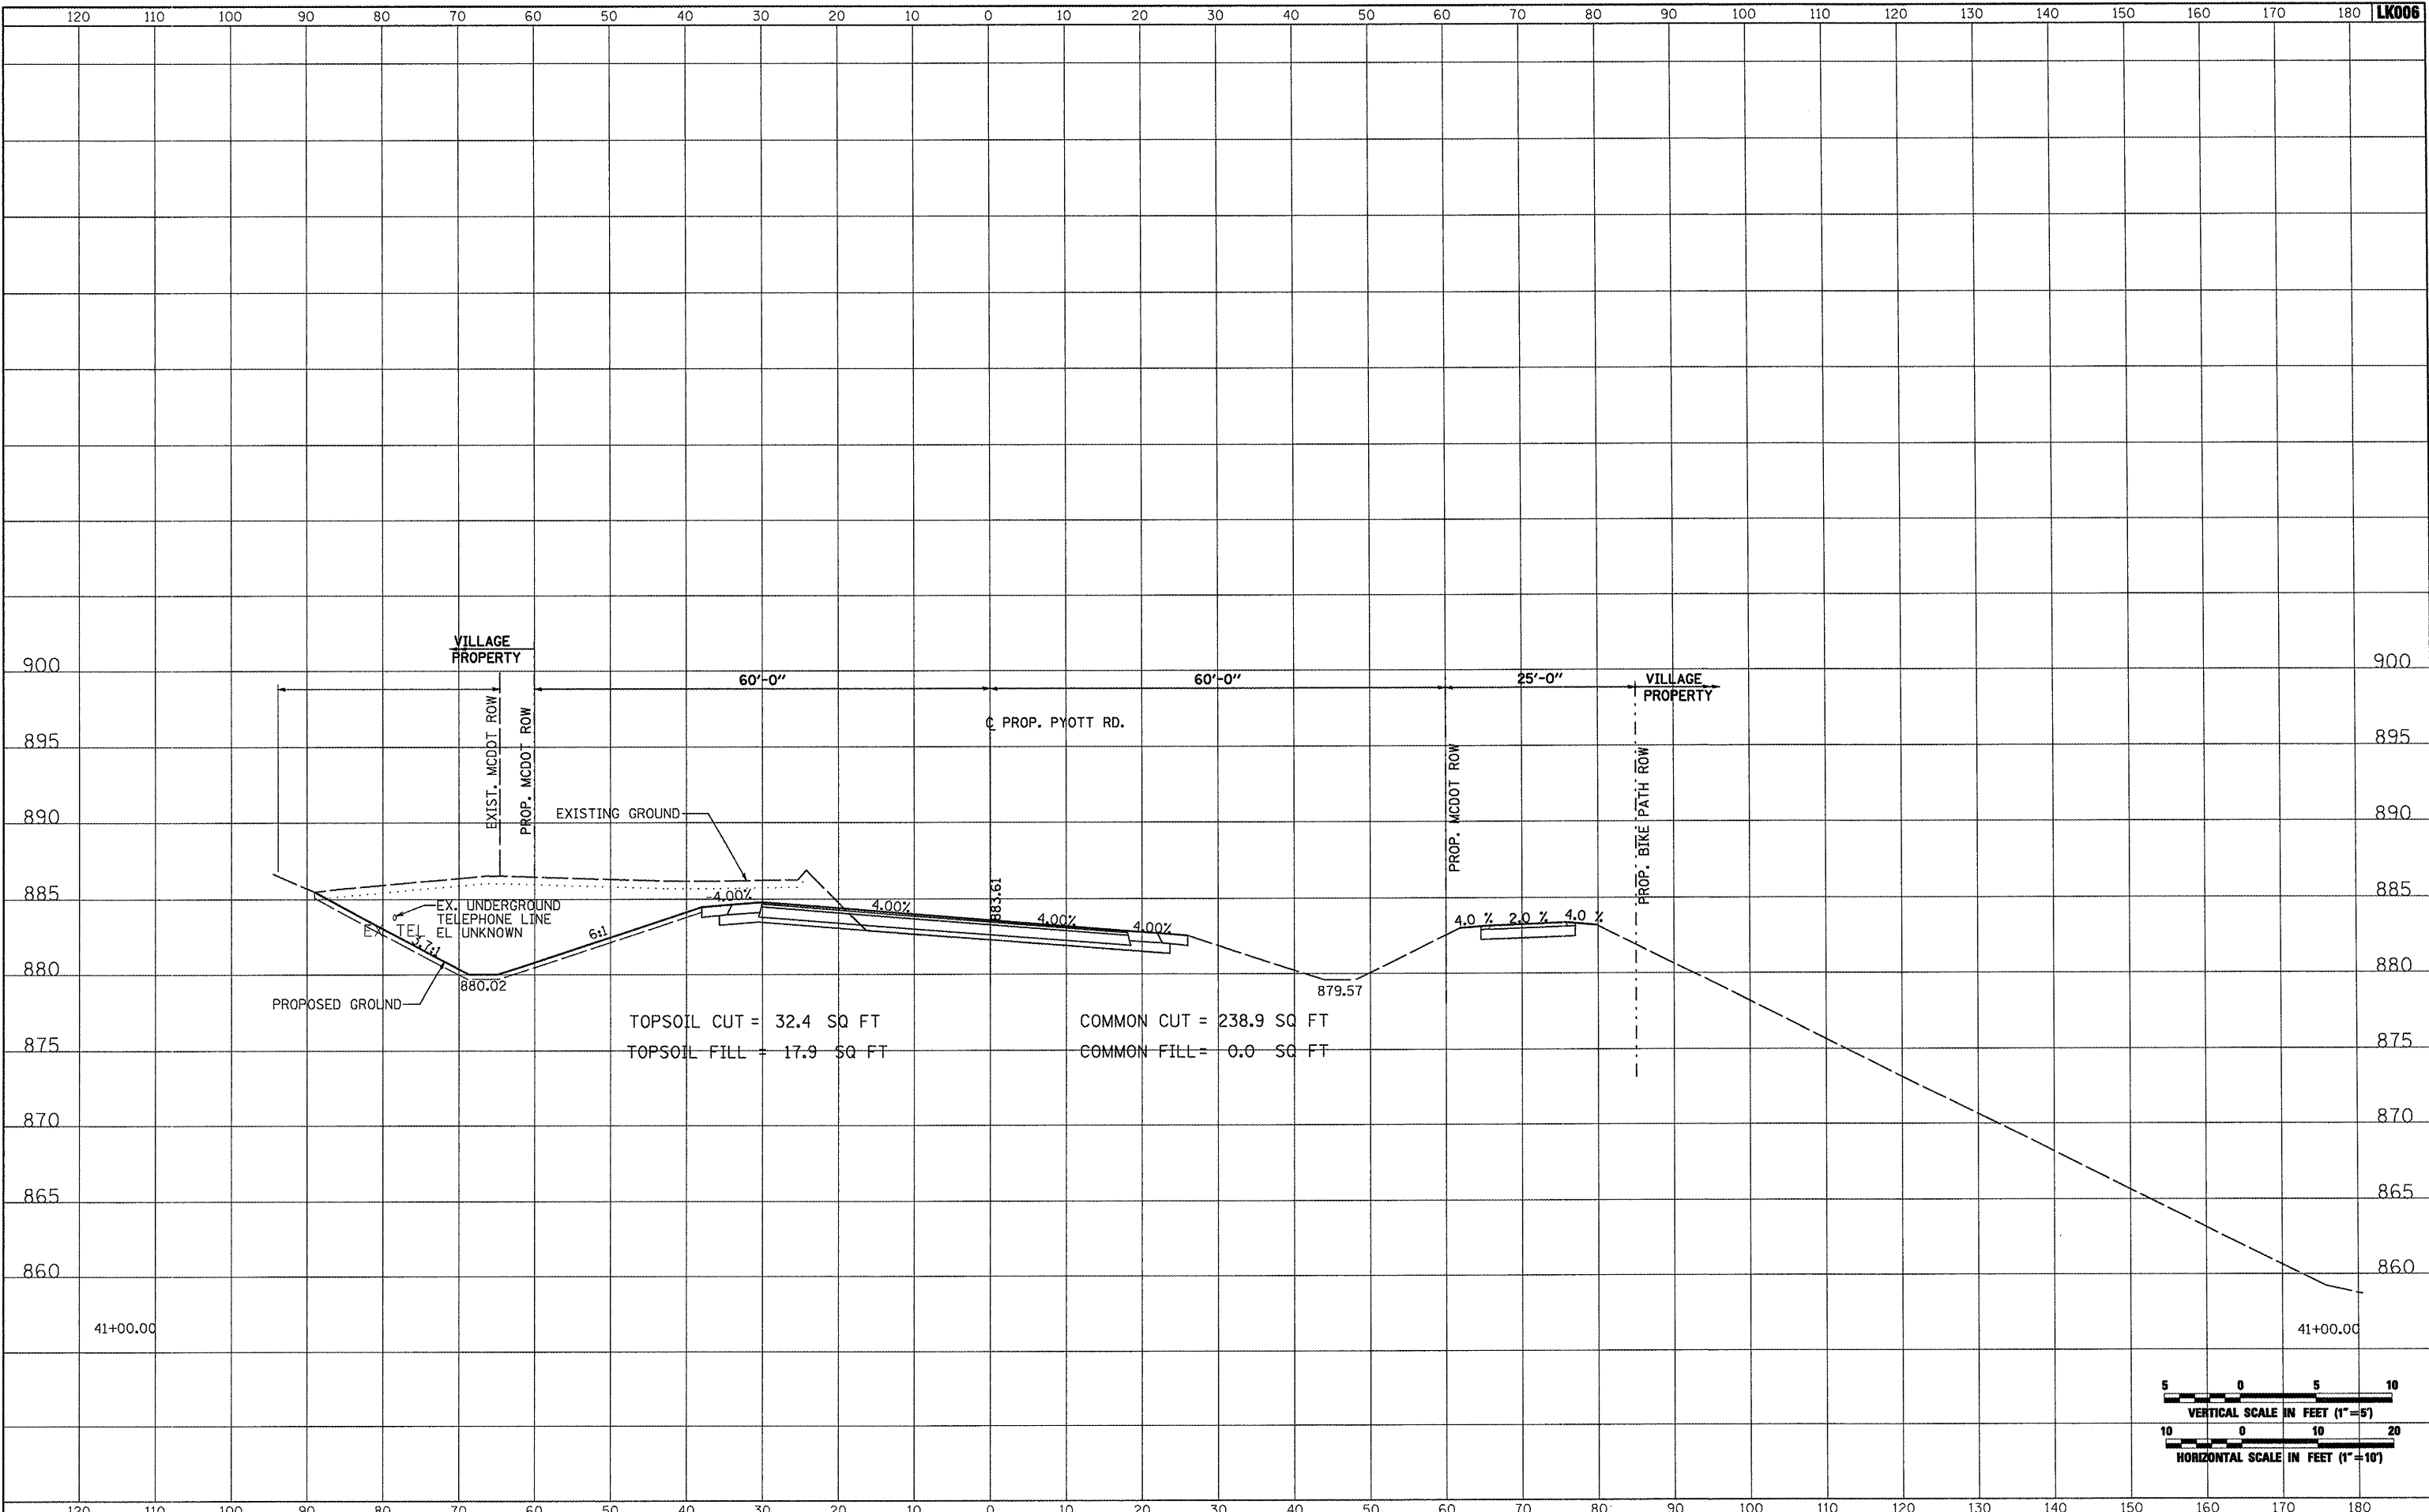 120 110 100 90 80 70 60 50 40 30 20 10 0 10 20 30 40 50 60 70 80 90 100 110 120 130 140 150 160 170 180 LK006
VILLAGE
PROPERTY
900 900
60'-0" 60'-0" 25'-0" VILLAGE
PROPERTY
EXIST. MCDOT ROW
PROP. MCDOT ROW
℄ PROP. PYOTT RD.
895 895
PROP. MCDOT ROW
PROP. BIKE PATH ROW
890 890
EXISTING GROUND
885 885
-4.00% 4.00% 883.61 4.00% 4.00% 4.0 % 2.0 % 4.0 %
EX. UNDERGROUND
TELEPHONE LINE
EX TEL EL UNKNOWN
3.7:1 6:1
880 880
880.02 879.57
PROPOSED GROUND
TOPSOIL CUT = 32.4 SQ FT COMMON CUT = 238.9 SQ FT
TOPSOIL FILL = 17.9 SQ FT COMMON FILL= 0.0 SQ FT
875 875
870 870
865 865
860 860
41+00.00 41+00.00
5 0 5 10
VERTICAL SCALE IN FEET (1"=5')
10 0 10 20
HORIZONTAL SCALE IN FEET (1"=10')
120 110 100 90 80 70 60 50 40 30 20 10 0 10 20 30 40 50 60 70 80 90 100 110 120 130 140 150 160 170 180